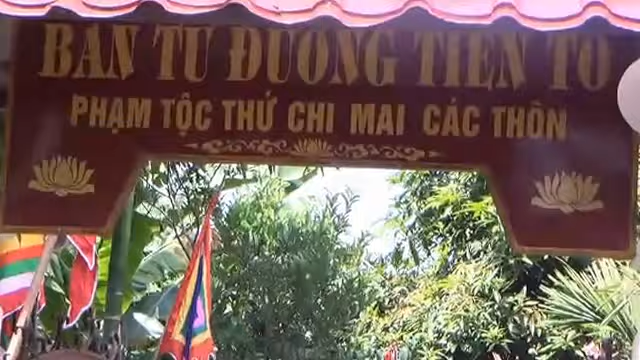 BAN TU ĐƯỜNG TIÊN TỔ
PHẠM TỘC THỨ CHI MAI CÁC THÔN